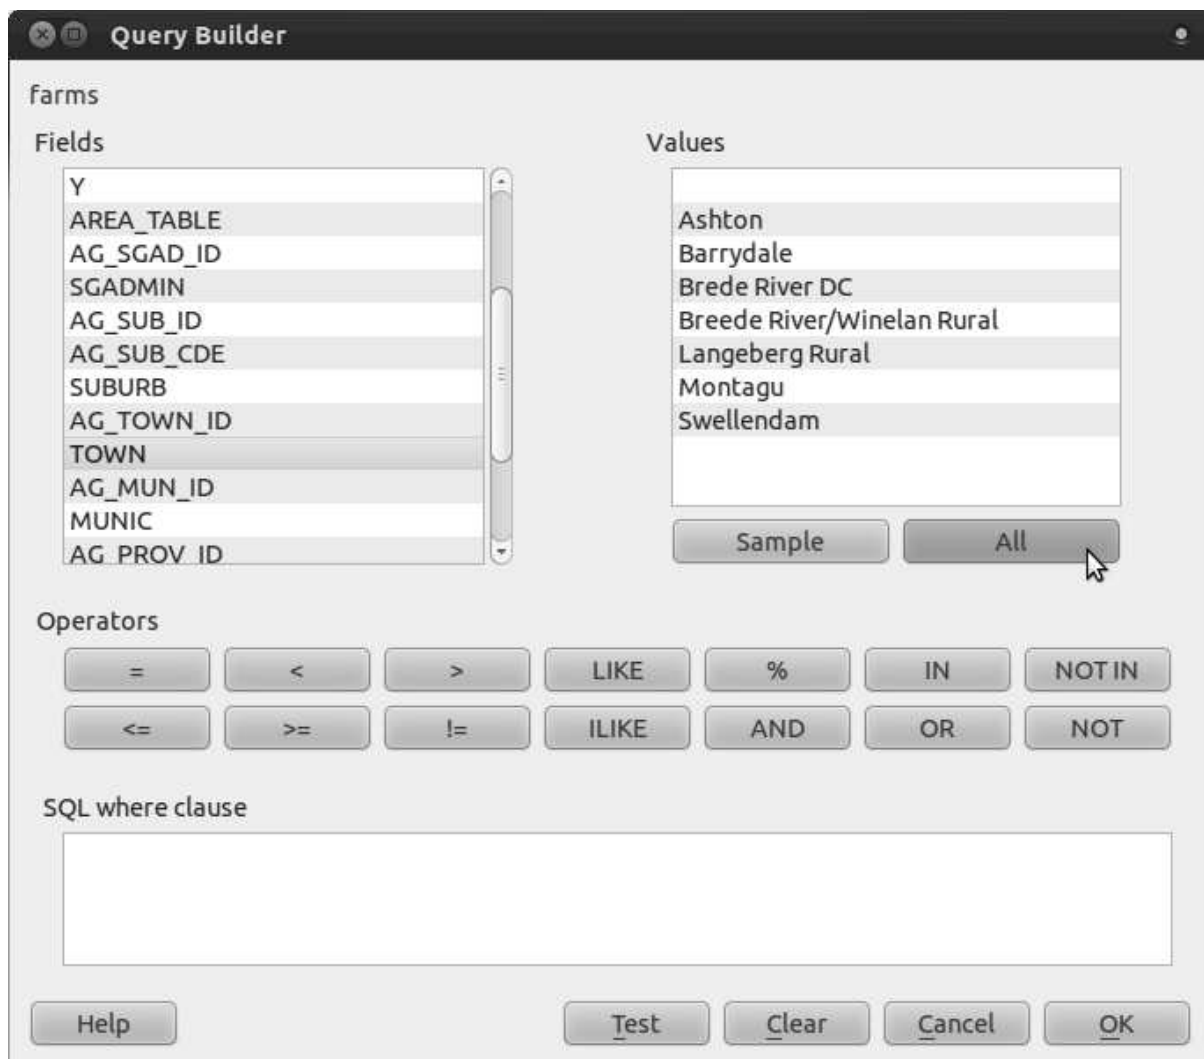 Query Builder
farms
Fields
Y
AREA_TABLE
AG_SGAD_ID
SGADMIN
AG_SUB_ID
AG_SUB_CDE
SUBURB
AG_TOWN_ID
TOWN
AG_MUN_ID
MUNIC
AG_PROV_ID
Values
Ashton
Barrydale
Brede River DC
Breede River/Winelan Rural
Langeberg Rural
Montagu
Swellendam
Sample All
Operators
= < > LIKE % IN NOT IN
<= >= != ILIKE AND OR NOT
SQL where clause
Help Test Clear Cancel OK